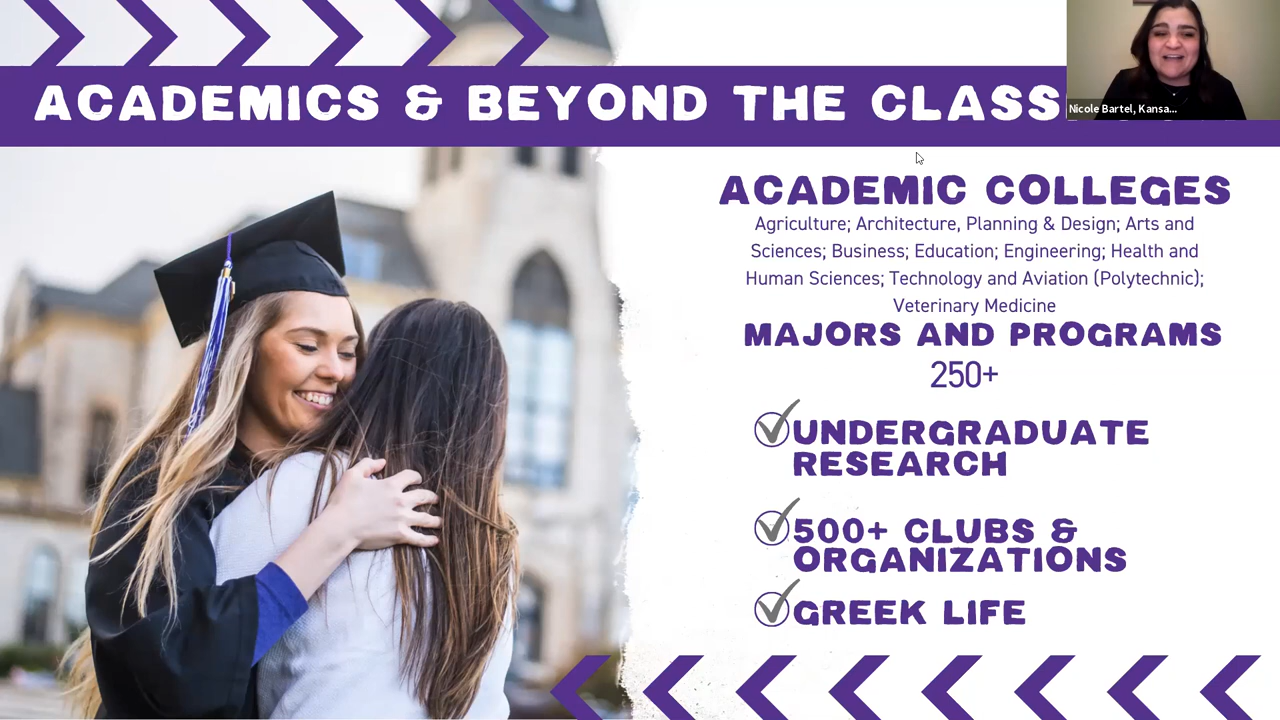 ACADEMICS & BEYOND THE CLASS
Nicole Bartel, Kansa...
ACADEMIC COLLEGES
Agriculture; Architecture, Planning & Design; Arts and
Sciences; Business; Education; Engineering; Health and
Human Sciences; Technology and Aviation (Polytechnic);
Veterinary Medicine
MAJORS AND PROGRAMS
250+
UNDERGRADUATE
RESEARCH
500+ CLUBS &
ORGANIZATIONS
GREEK LIFE